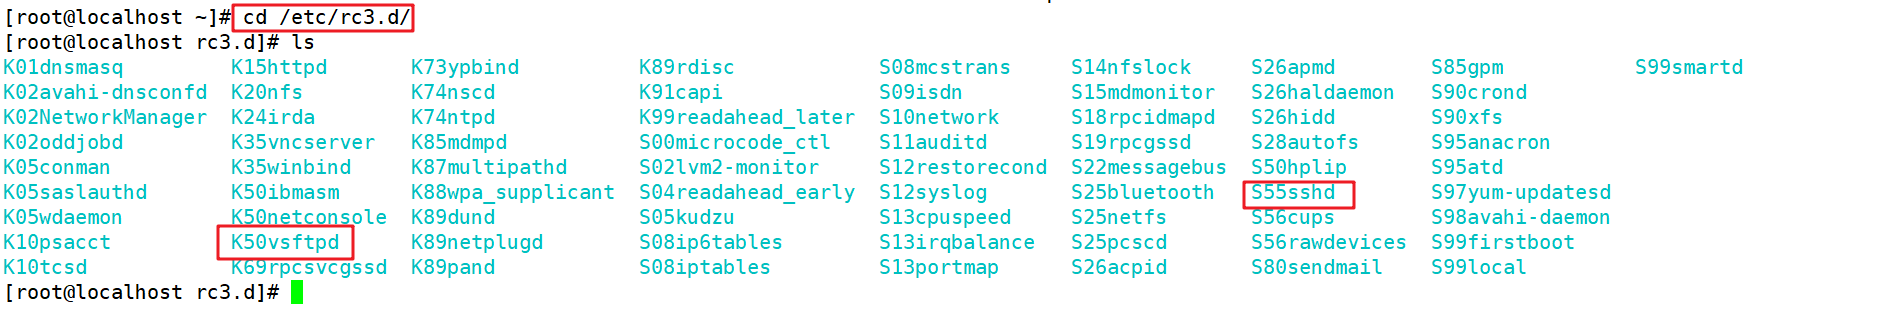 [root@localhost ~]# cd /etc/rc3.d/
[root@localhost rc3.d]# ls
K01dnsmasq K15httpd K73ypbind K89rdisc S08mcstrans S14nfslock S26apmd S85gpm S99smartd
K02avahi-dnsconfd K20nfs K74nscd K91capi S09isdn S15mdmonitor S26haldaemon S90crond
K02NetworkManager K24irda K74ntpd K99readahead_later S10network S18rpcidmapd S26hidd S90xfs
K02oddjobd K35vncserver K85mdmpd S00microcode_ctl S11auditd S19rpcgssd S28autofs S95anacron
K05conman K35winbind K87multipathd S02lvm2-monitor S12restorecond S22messagebus S50hplip S95atd
K05saslauthd K50ibmasm K88wpa_supplicant S04readahead_early S12syslog S25bluetooth S55sshd S97yum-updatesd
K05wdaemon K50netconsole K89dund S05kudzu S13cpuspeed S25netfs S56cups S98avahi-daemon
K10psacct K50vsftpd K89netplugd S08ip6tables S13irqbalance S25pcscd S56rawdevices S99firstboot
K10tcsd K69rpcsvcgssd K89pand S08iptables S13portmap S26acpid S80sendmail S99local
[root@localhost rc3.d]#